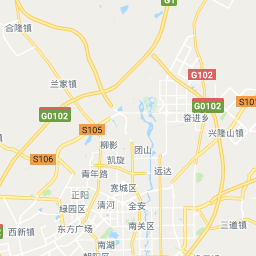 G1
合隆镇
兰家镇
G102
G0102
G0102
S10
奋进乡
S105
兴隆山镇
柳影
团山
S106
凯旋
青年路
远达
宽城区
正阳
绿园区
清河
全安
西新镇
东方广场
南关区
三道镇
南湖